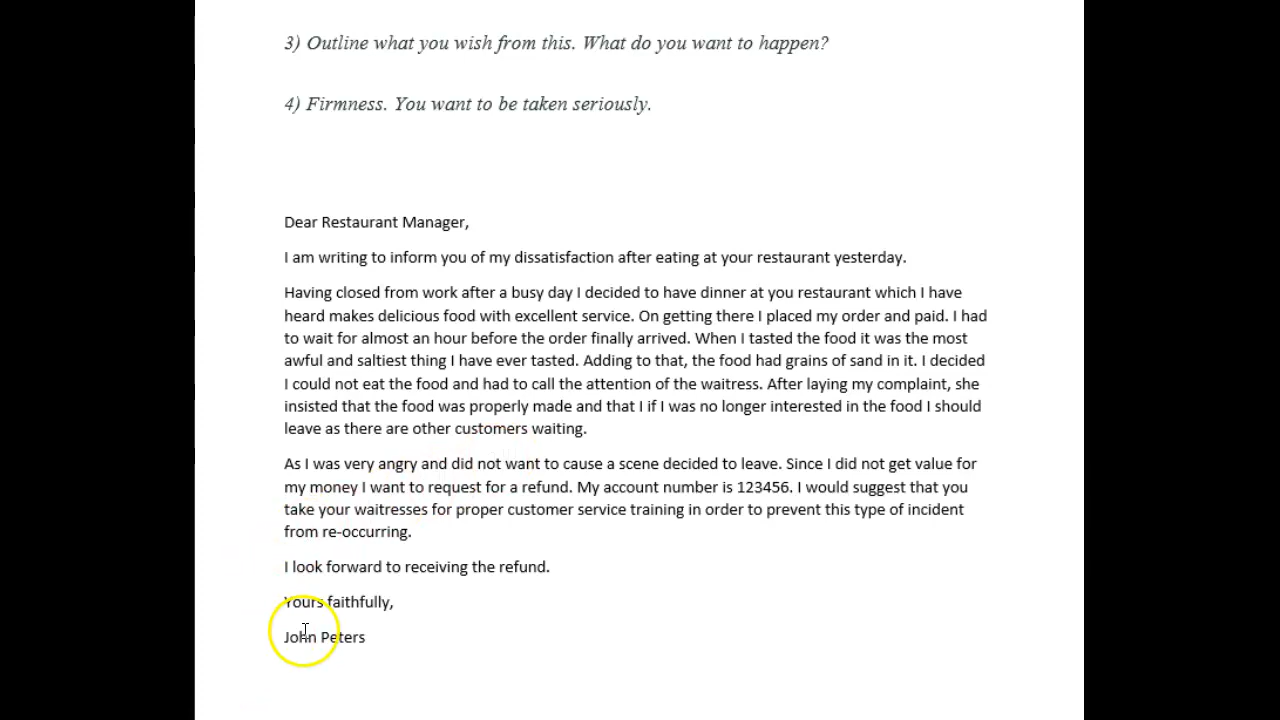 3) Outline what you wish from this. What do you want to happen?
4) Firmness. You want to be taken seriously.
Dear Restaurant Manager,
I am writing to inform you of my dissatisfaction after eating at your restaurant yesterday.
Having closed from work after a busy day I decided to have dinner at you restaurant which I have
heard makes delicious food with excellent service. On getting there I placed my order and paid. I had
to wait for almost an hour before the order finally arrived. When I tasted the food it was the most
awful and saltiest thing I have ever tasted. Adding to that, the food had grains of sand in it. I decided
I could not eat the food and had to call the attention of the waitress. After laying my complaint, she
insisted that the food was properly made and that I if I was no longer interested in the food I should
leave as there are other customers waiting.
As I was very angry and did not want to cause a scene decided to leave. Since I did not get value for
my money I want to request for a refund. My account number is 123456. I would suggest that you
take your waitresses for proper customer service training in order to prevent this type of incident
from re-occurring.
I look forward to receiving the refund.
Yours faithfully,
John Peters